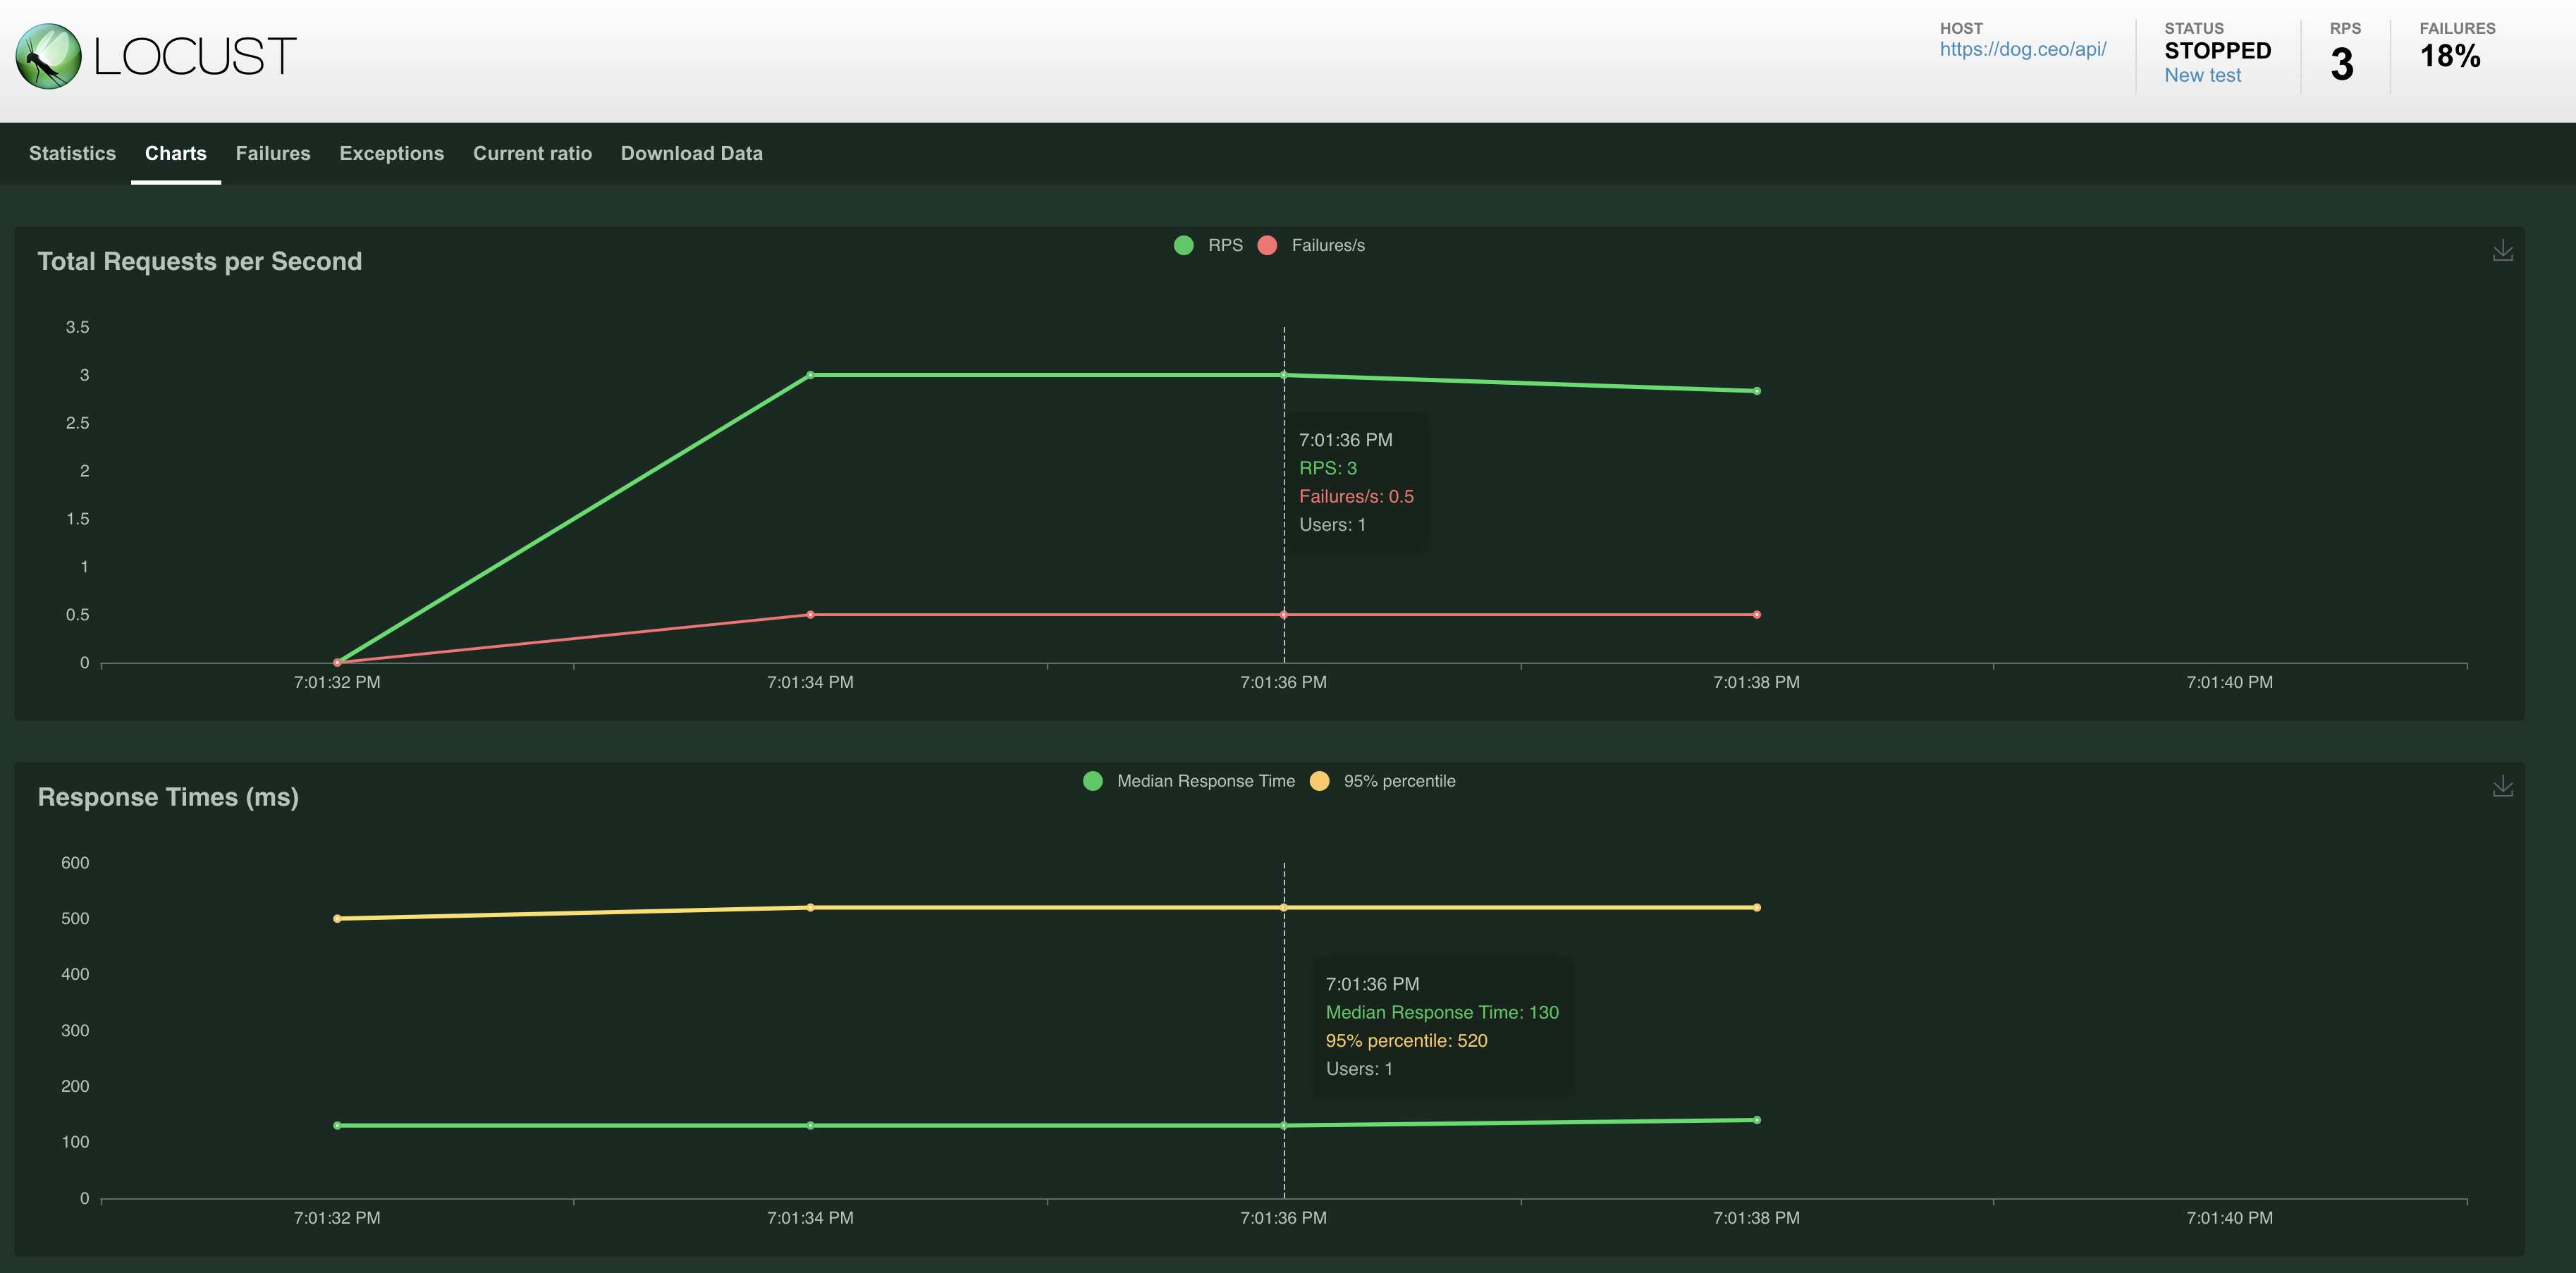 LOCUST
HOST
https://dog.ceo/api/
STATUS
STOPPED
New test
RPS
3
FAILURES
18%
Statistics Charts Failures Exceptions Current ratio Download Data
Total Requests per Second
RPS Failures/s
3.5
3
2.5
2
1.5
1
0.5
0
7:01:36 PM
RPS: 3
Failures/s: 0.5
Users: 1
7:01:32 PM 7:01:34 PM 7:01:36 PM 7:01:38 PM 7:01:40 PM
Response Times (ms)
Median Response Time 95% percentile
600
500
400
300
200
100
0
7:01:36 PM
Median Response Time: 130
95% percentile: 520
Users: 1
7:01:32 PM 7:01:34 PM 7:01:36 PM 7:01:38 PM 7:01:40 PM